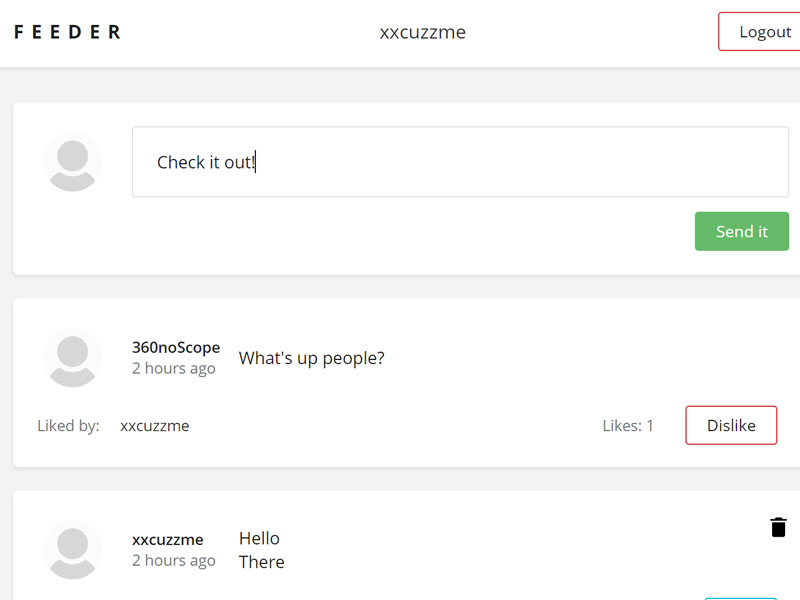 FEEDER
xxcuzzme
Logout
Check it out!
Send it
360noScope
2 hours ago
What's up people?
Liked by: xxcuzzme
Likes: 1
Dislike
xxcuzzme
2 hours ago
Hello
There